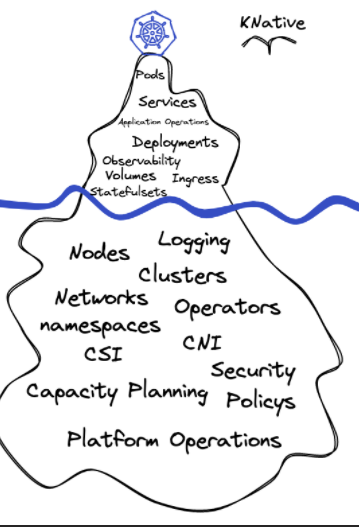 KNative
Pods
Services
Application Operations
Deployments
Observability
Volumes Ingress
Statefulsets
Nodes Logging
Clusters
Networks Operators
namespaces
CSI CNI
Security
Capacity Planning Policys
Platform Operations